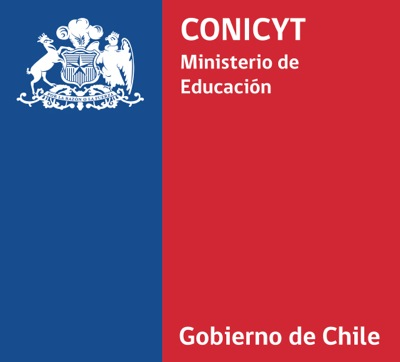 CONICYT
Ministerio de
Educación
Gobierno de Chile